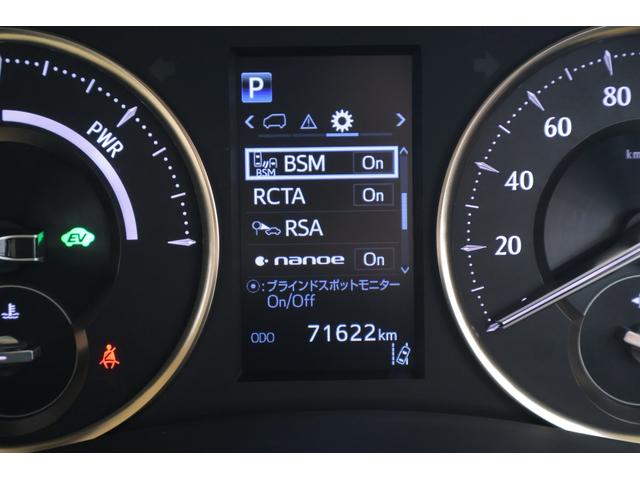 P
BSM
BSM On
RCTA On
RSA
nanoe On
:ブラインドスポットモニター
On/Off
ODO 71622km
PWR
EV
20
40
60
80
km